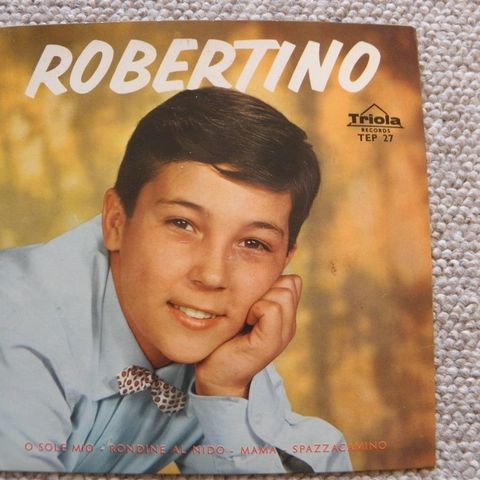 ROBERTINO
Triola
RECORDS
TEP 27
O SOLE MIO - RONDINE AL NIDO - MAMA - SPAZZACAMINO